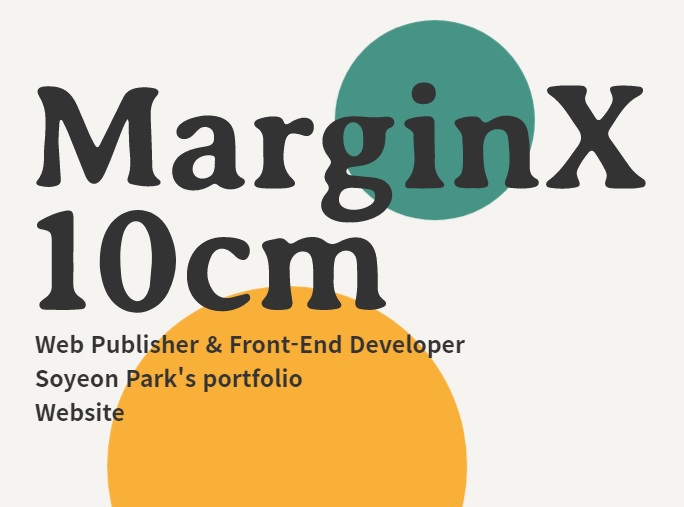 MarginX
10cm
Web Publisher & Front-End Developer
Soyeon Park's portfolio
Website